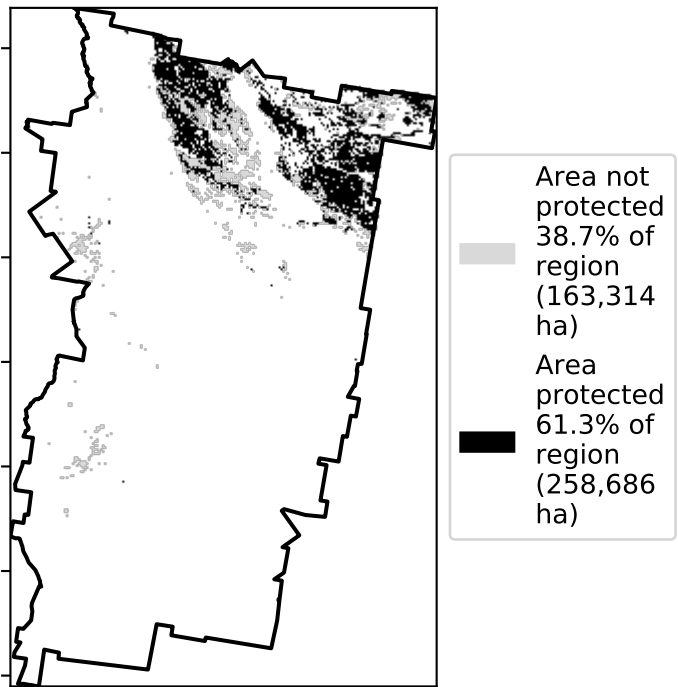 Area not
protected
38.7% of
region
(163,314
ha)
Area
protected
61.3% of
region
(258,686
ha)